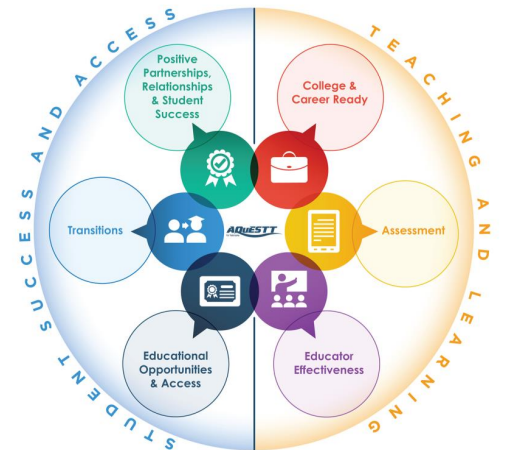 STUDENT SUCCESS AND ACCESS
TEACHING AND LEARNING
Positive
Partnerships,
Relationships
& Student
Success
College &
Career Ready
Transitions
AQuESTT
Assessment
Educational
Opportunities
& Access
Educator
Effectiveness